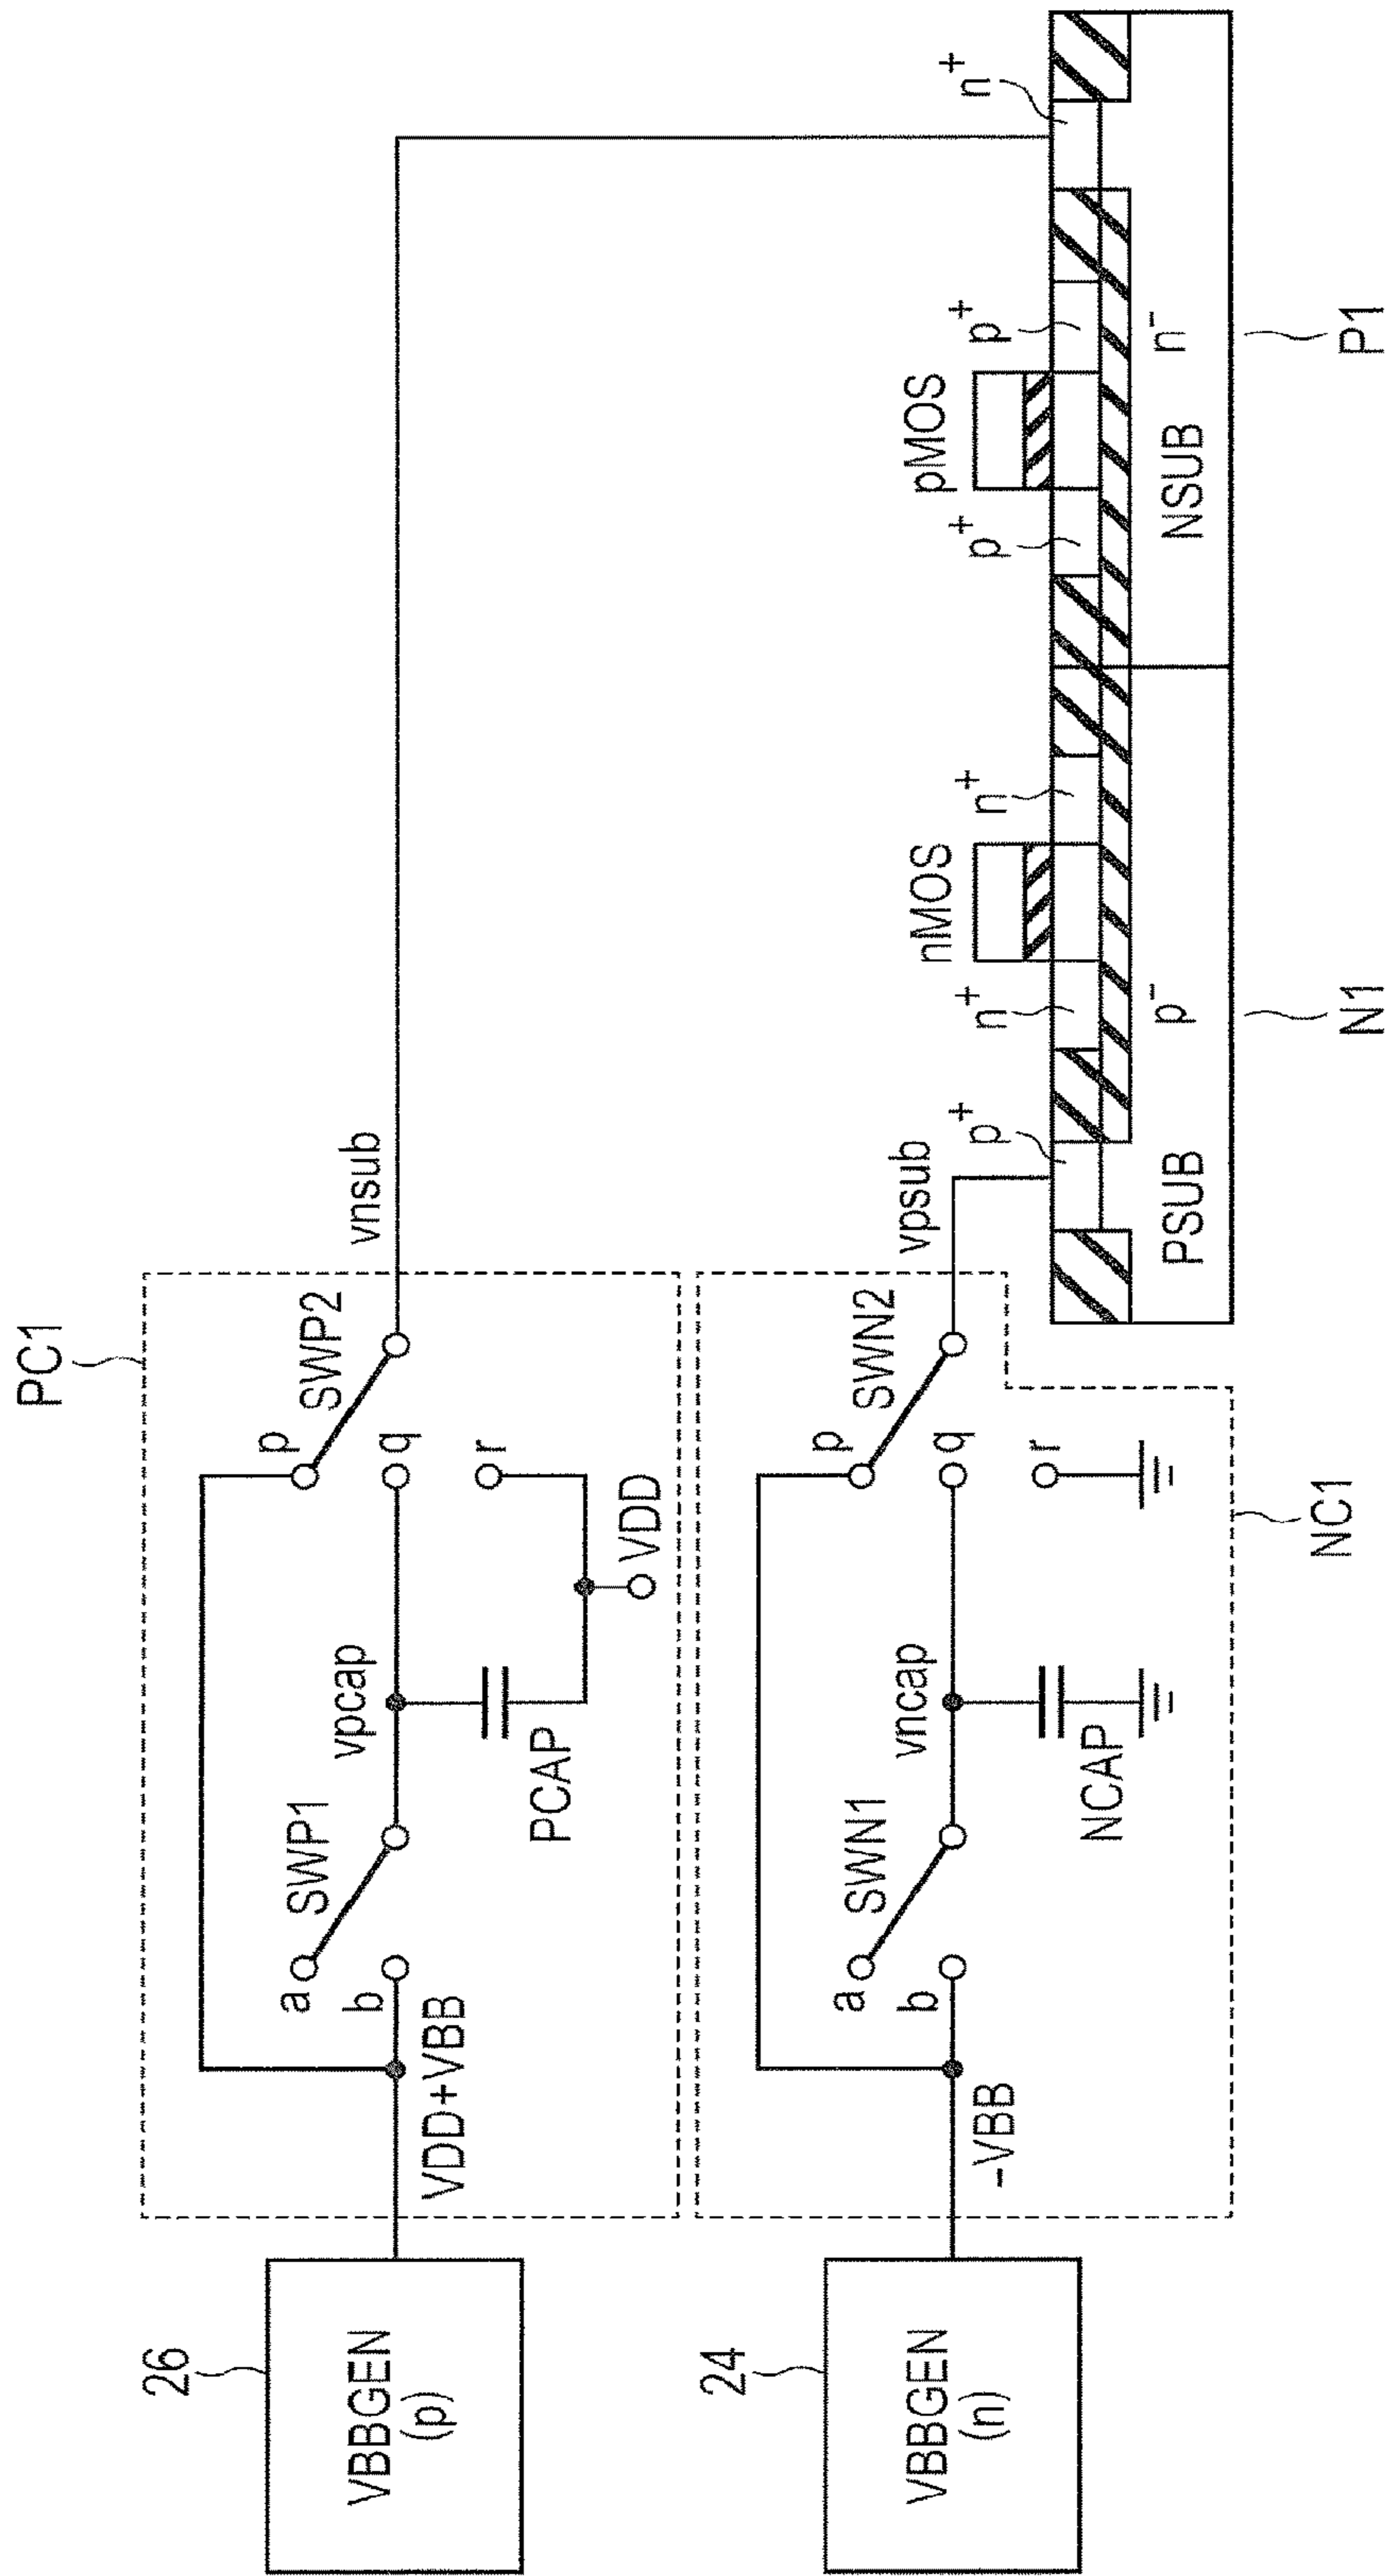 PC1
SWP2
p
q
r
vnsub
26
VBBGEN
(p)
VDD+VBB
a
b
SWP1
vpcap
PCAP
VDD
24
VBBGEN
(n)
-VBB
a
b
SWN1
vncap
NCAP
SWN2
p
q
r
vpsub
NC1
p+
n+
nMOS
n+
p+
pMOS
p+
n+
PSUB
p-
NSUB
n-
N1
P1